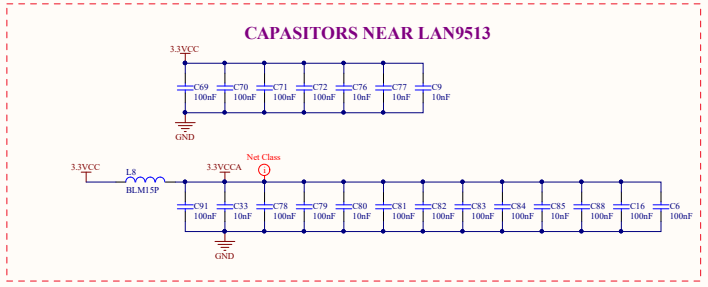 CAPASITORS NEAR LAN9513
3.3VCC
C69 C70 C71 C72 C76 C77 C9
100nF 100nF 100nF 100nF 10nF 10nF 10nF
GND
Net Class
3.3VCC L8 3.3VCCA i
BLM15P
C91 C33 C78 C79 C80 C81 C82 C83 C84 C85 C88 C16 C6
100nF 10nF 100nF 100nF 10nF 100nF 100nF 100nF 100nF 10nF 100nF 100nF 100nF
GND